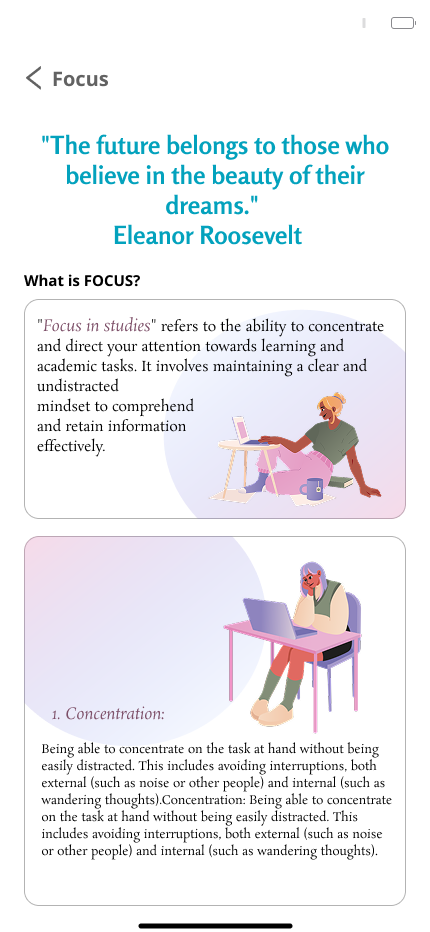 Focus
"The future belongs to those who
believe in the beauty of their
dreams."
Eleanor Roosevelt
What is FOCUS?
"Focus in studies" refers to the ability to concentrate
and direct your attention towards learning and
academic tasks. It involves maintaining a clear and
undistracted
mindset to comprehend
and retain information
effectively.
1. Concentration:
Being able to concentrate on the task at hand without being
easily distracted. This includes avoiding interruptions, both
external (such as noise or other people) and internal (such as
wandering thoughts).Concentration: Being able to concentrate
on the task at hand without being easily distracted. This
includes avoiding interruptions, both external (such as noise
or other people) and internal (such as wandering thoughts).